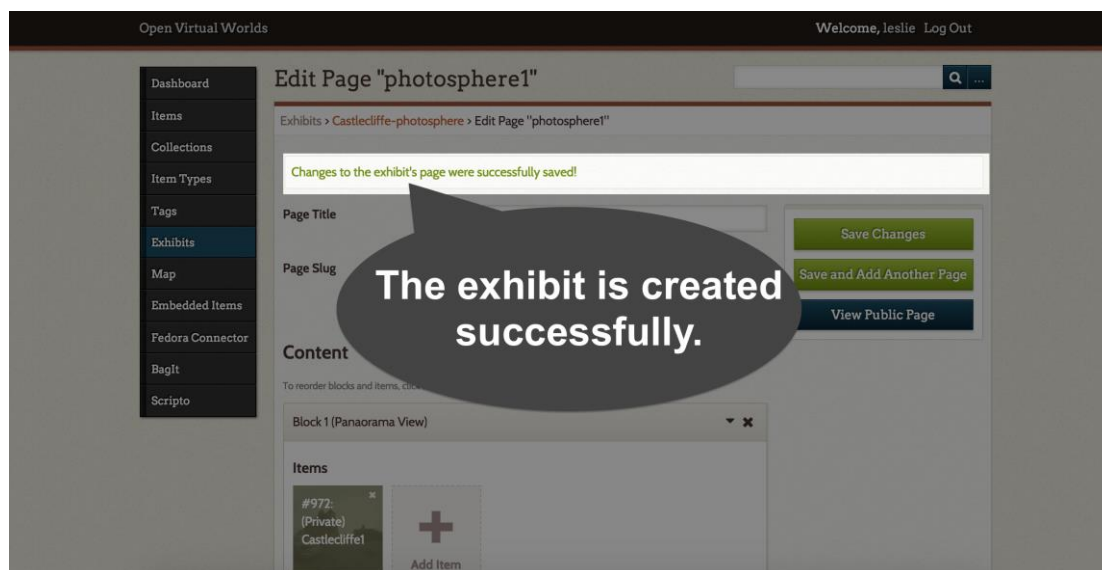 Open Virtual Worlds
Welcome, leslie Log Out
Dashboard
Items
Collections
Item Types
Tags
Exhibits
Map
Embedded Items
Fedora Connector
BagIt
Scripto
Edit Page "photosphere1"
...
Exhibits > Castlecliffe-photosphere > Edit Page "photosphere1"
Changes to the exhibit's page were successfully saved!
Page Title
Page Slug
The exhibit is created
successfully.
Save Changes
Save and Add Another Page
View Public Page
Content
To reorder blocks and items,
Block 1 (Panaorama View)
Items
#972:
(Private)
Castlecliffe1
Add Item